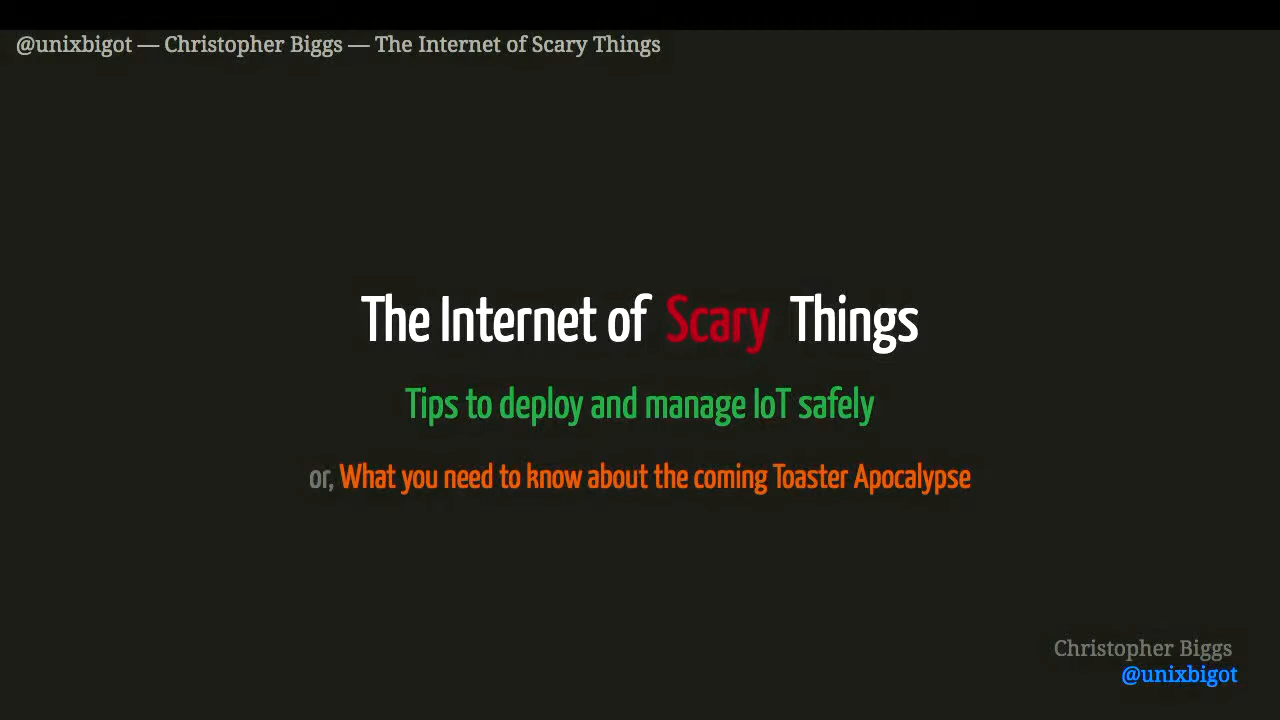 @unixbigot — Christopher Biggs — The Internet of Scary Things
The Internet of Scary Things
Tips to deploy and manage IoT safely
or, What you need to know about the coming Toaster Apocalypse
Christopher Biggs
@unixbigot